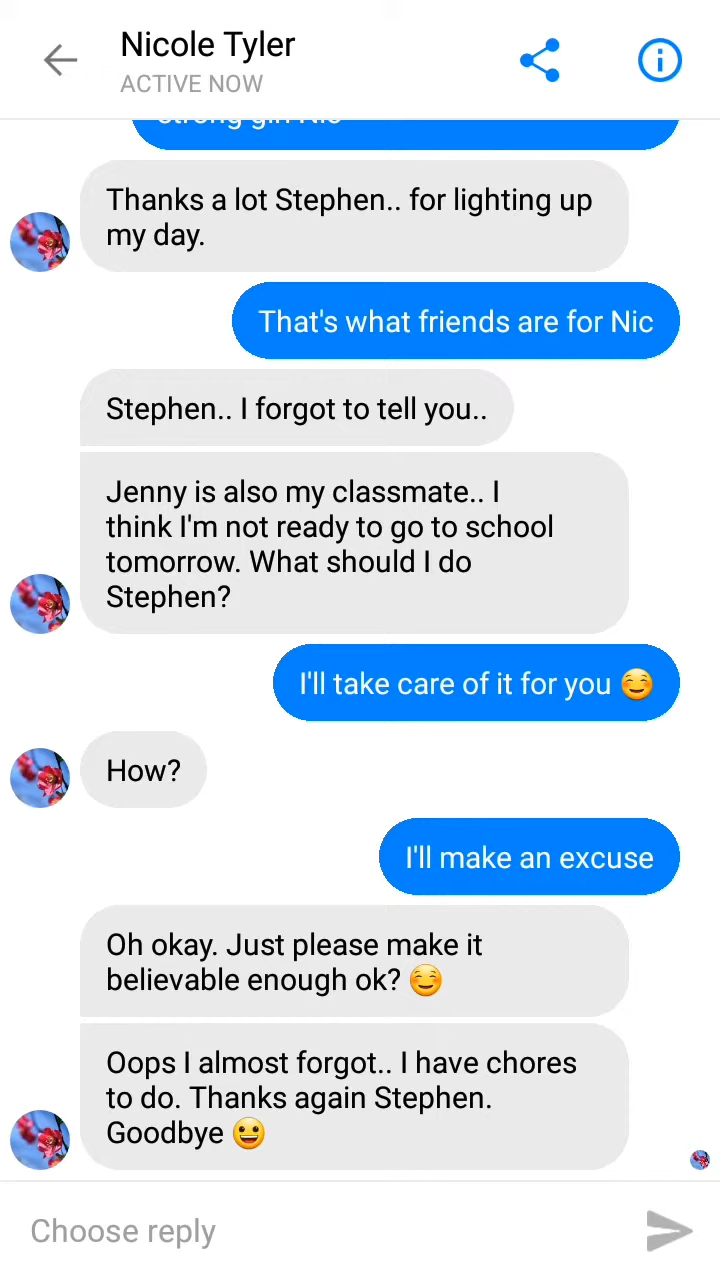 Nicole Tyler
ACTIVE NOW
strong girl Nic
Thanks a lot Stephen.. for lighting up
my day.
That's what friends are for Nic
Stephen.. I forgot to tell you..
Jenny is also my classmate.. I
think I'm not ready to go to school
tomorrow. What should I do
Stephen?
I'll take care of it for you 😊
How?
I'll make an excuse
Oh okay. Just please make it
believable enough ok? 😊
Oops I almost forgot.. I have chores
to do. Thanks again Stephen.
Goodbye 😀
Choose reply